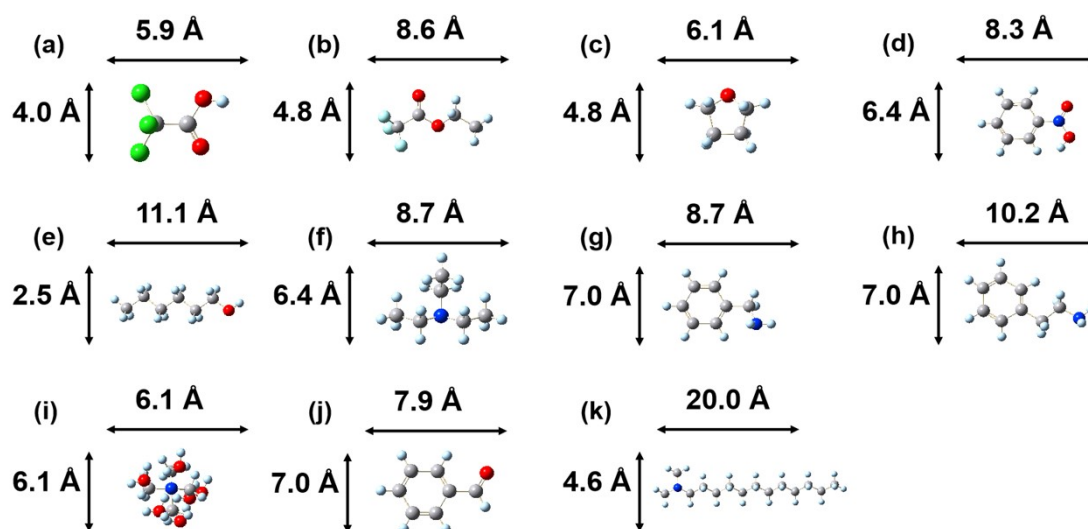 (a) 5.9 Å (b) 8.6 Å (c) 6.1 Å (d) 8.3 Å
4.0 Å 4.8 Å 4.8 Å 6.4 Å
(e) 11.1 Å (f) 8.7 Å (g) 8.7 Å (h) 10.2 Å
2.5 Å 6.4 Å 7.0 Å 7.0 Å
(i) 6.1 Å (j) 7.9 Å (k) 20.0 Å
6.1 Å 7.0 Å 4.6 Å